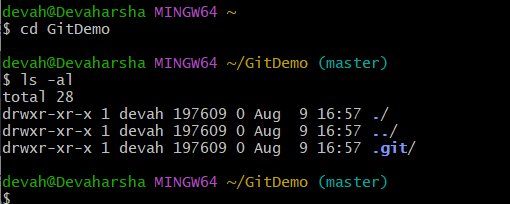 devah@Devaharsha MINGW64 ~
$ cd GitDemo
devah@Devaharsha MINGW64 ~/GitDemo (master)
$ ls -al
total 28
drwxr-xr-x 1 devah 197609 0 Aug  9 16:57 ./
drwxr-xr-x 1 devah 197609 0 Aug  9 16:57 ../
drwxr-xr-x 1 devah 197609 0 Aug  9 16:57 .git/
devah@Devaharsha MINGW64 ~/GitDemo (master)
$